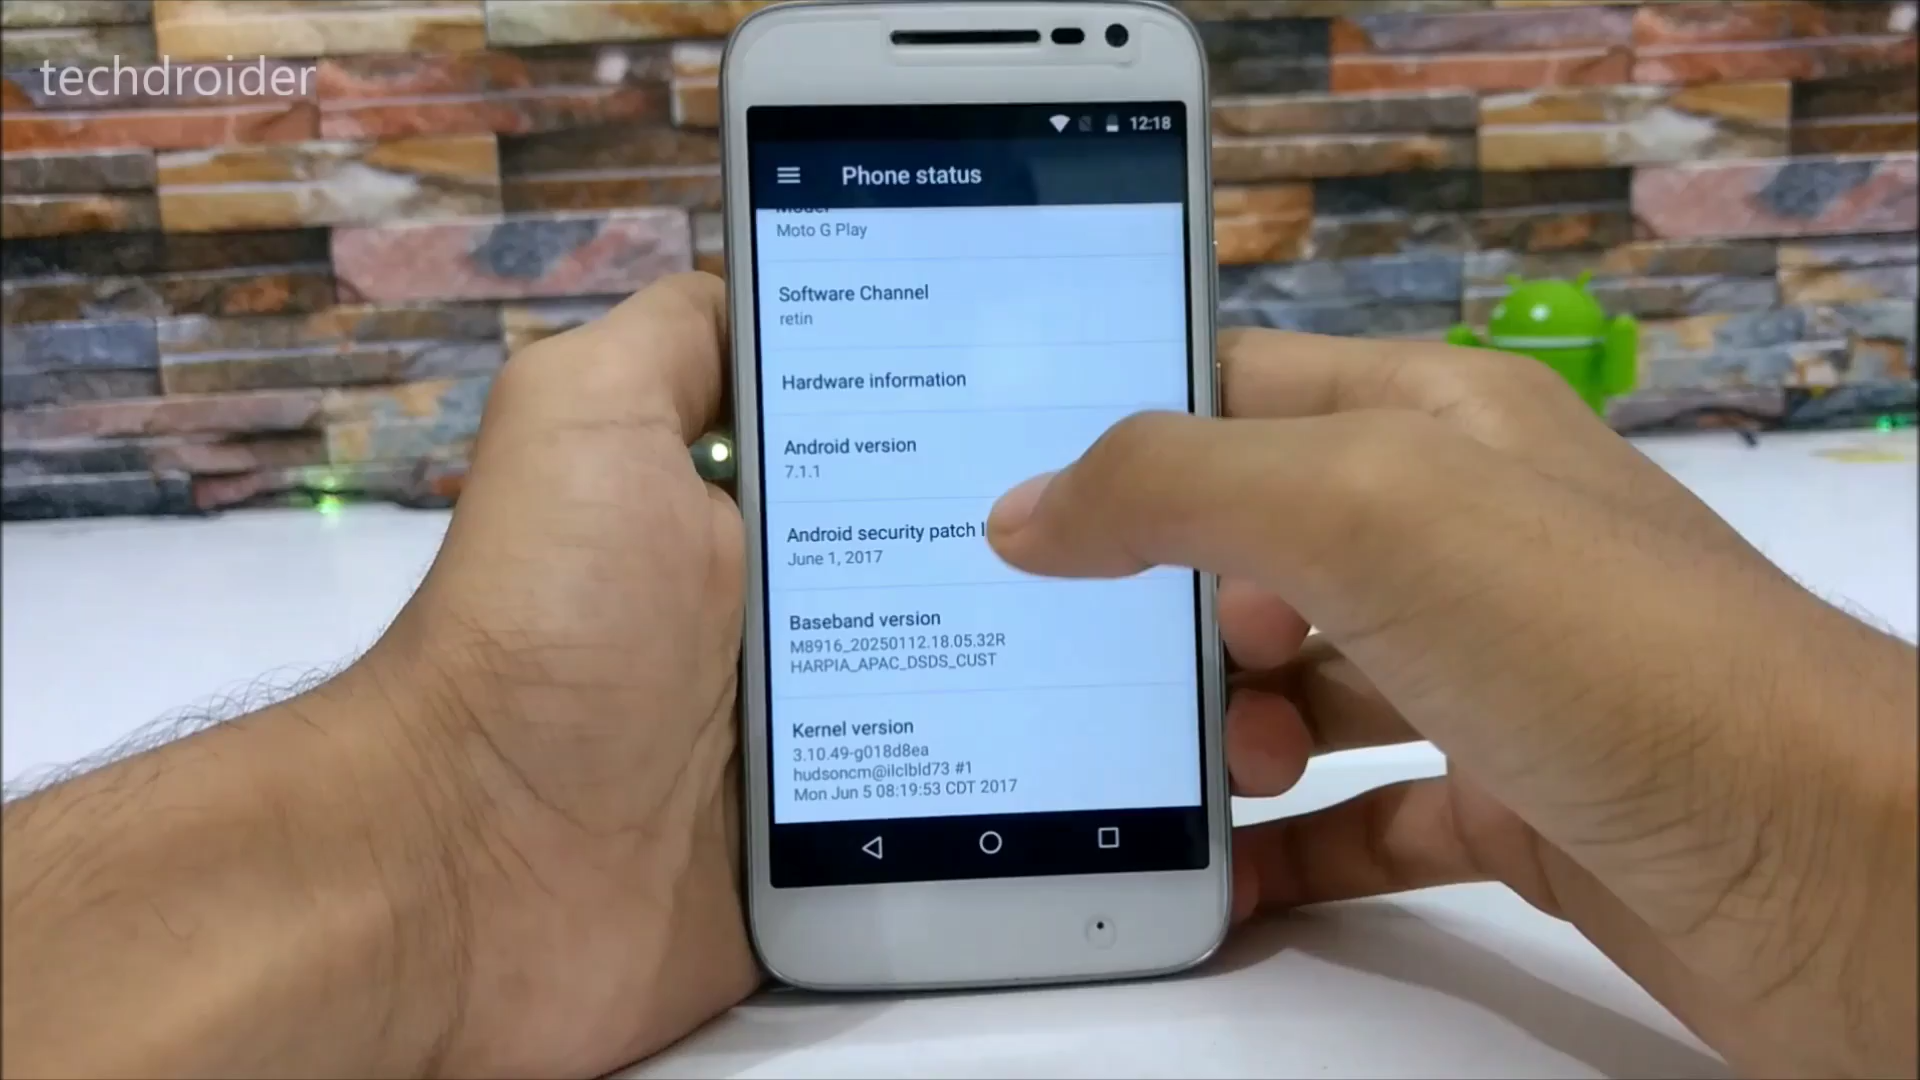 techdroider
12:18
Phone status
Model
Moto G Play
Software Channel
retin
Hardware information
Android version
7.1.1
Android security patch l
June 1, 2017
Baseband version
M8916_20250112.18.05.32R
HARPIA_APAC_DSDS_CUST
Kernel version
3.10.49-g018d8ea
hudsoncm@ilclbld73 #1
Mon Jun 5 08:19:53 CDT 2017